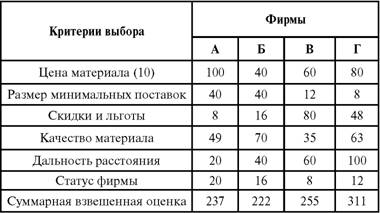 Критерии выбора
Фирмы
А Б В Г
Цена материала (10) 100 40 60 80
Размер минимальных поставок 40 40 12 8
Скидки и льготы 8 16 80 48
Качество материала 49 70 35 63
Дальность расстояния 20 40 60 100
Статус фирмы 20 16 8 12
Суммарная взвешенная оценка 237 222 255 311